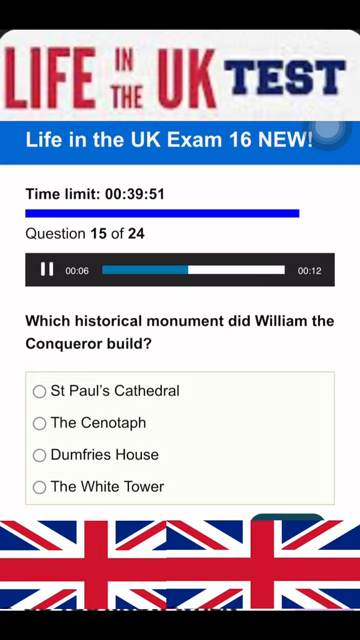 LIFE IN THE UK TEST
Life in the UK Exam 16 NEW!
Time limit: 00:39:51
Question 15 of 24
00:06
00:12
Which historical monument did William the
Conqueror build?
St Paul's Cathedral
The Cenotaph
Dumfries House
The White Tower